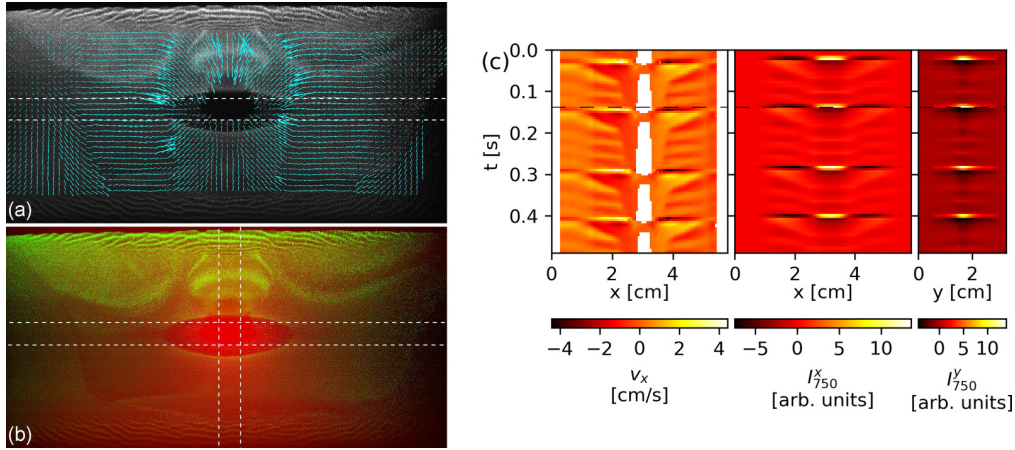 (a)
(b)
(c)
t [s]
0.0
0.1
0.2
0.3
0.4
0 2 4
x [cm]
2 4
x [cm]
0 2
y [cm]
−4 −2 0 2 4
v_x
[cm/s]
−5 0 5 10
I^x_750
[arb. units]
0 5 10
I^y_750
[arb. units]